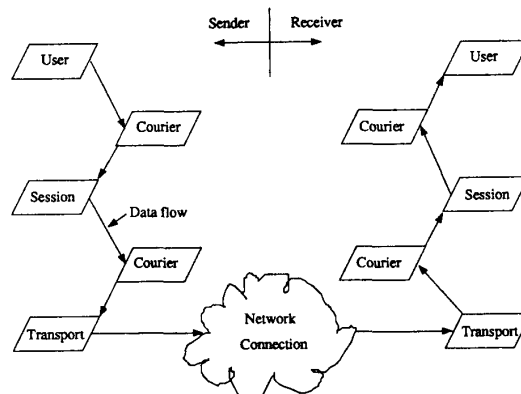 Sender
Receiver
User
User
Courier
Courier
Session
Session
Data flow
Courier
Courier
Network
Connection
Transport
Transport